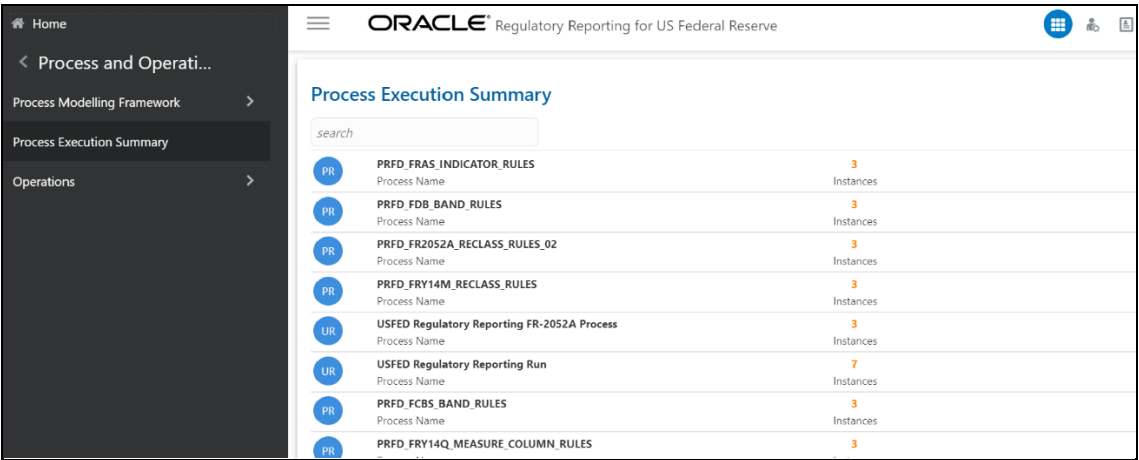 Home
Process and Operati...
Process Modelling Framework
Process Execution Summary
Operations
ORACLE® Regulatory Reporting for US Federal Reserve
Process Execution Summary
search
PR PRFD_FRAS_INDICATOR_RULES 3
Process Name Instances
PR PRFD_FDB_BAND_RULES 3
Process Name Instances
PR PRFD_FR2052A_RECLASS_RULES_02 3
Process Name Instances
PR PRFD_FRY14M_RECLASS_RULES 3
Process Name Instances
UR USFED Regulatory Reporting FR-2052A Process 3
Process Name Instances
UR USFED Regulatory Reporting Run 7
Process Name Instances
PR PRFD_FCBS_BAND_RULES 3
Process Name Instances
PR PRFD_FRY14Q_MEASURE_COLUMN_RULES 3